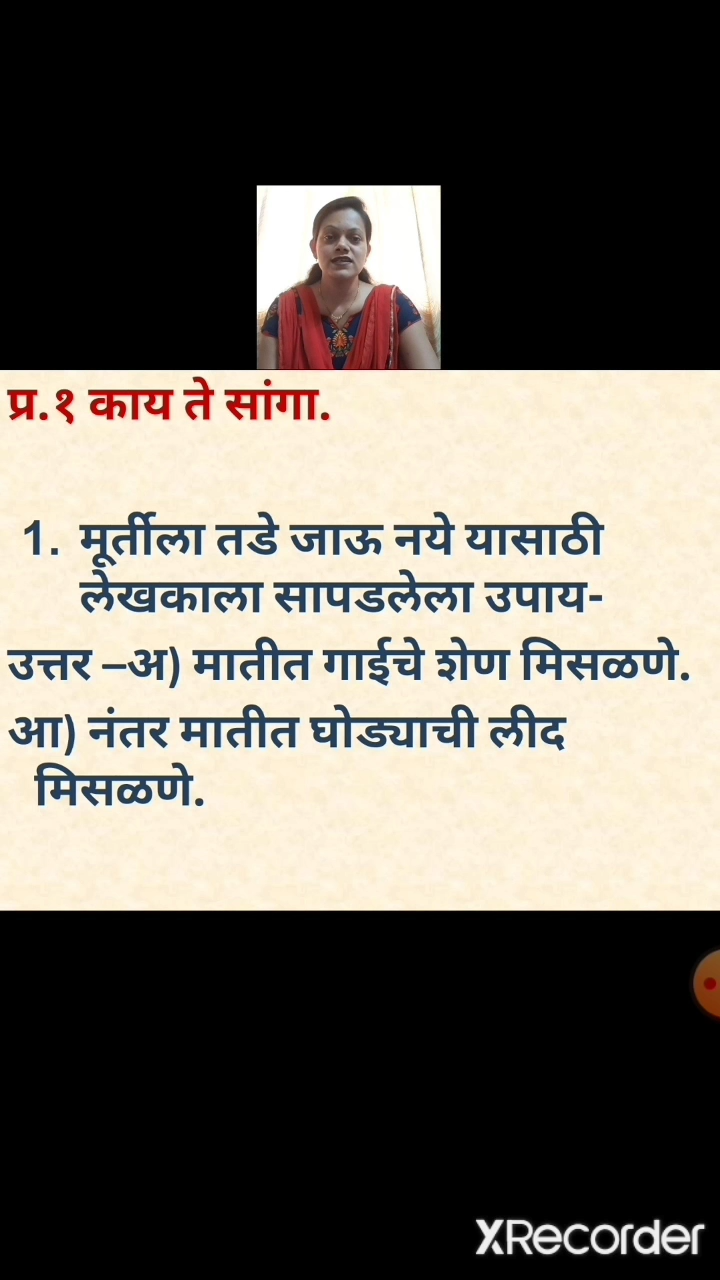 प्र.१ काय ते सांगा.
1. मूर्तीला तडे जाऊ नये यासाठी
लेखकाला सापडलेला उपाय-
उत्तर –अ) मातीत गाईचे शेण मिसळणे.
आ) नंतर मातीत घोड्याची लीद
मिसळणे.
XRecorder